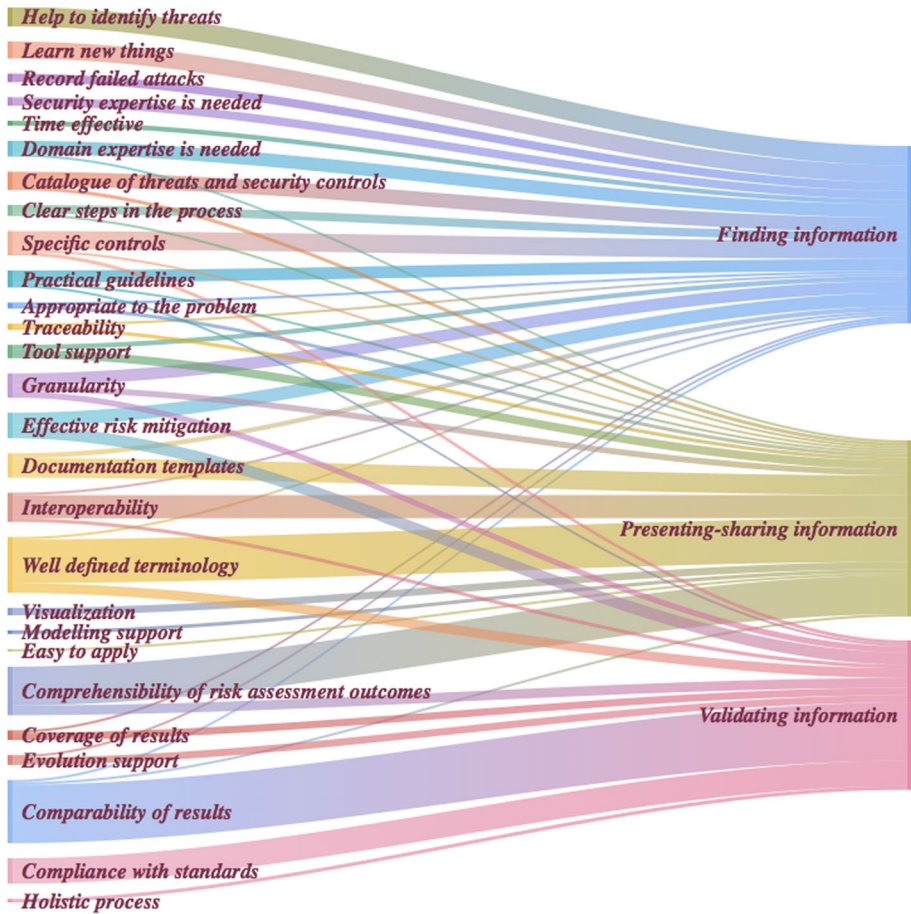 Help to identify threats
Learn new things
Record failed attacks
Security expertise is needed
Time effective
Domain expertise is needed
Catalogue of threats and security controls
Clear steps in the process
Finding information
Specific controls
Practical guidelines
Appropriate to the problem
Traceability
Tool support
Granularity
Effective risk mitigation
Documentation templates
Interoperability
Presenting-sharing information
Well defined terminology
Visualization
Modelling support
Easy to apply
Comprehensibility of risk assessment outcomes
Validating information
Coverage of results
Evolution support
Comparability of results
Compliance with standards
Holistic process